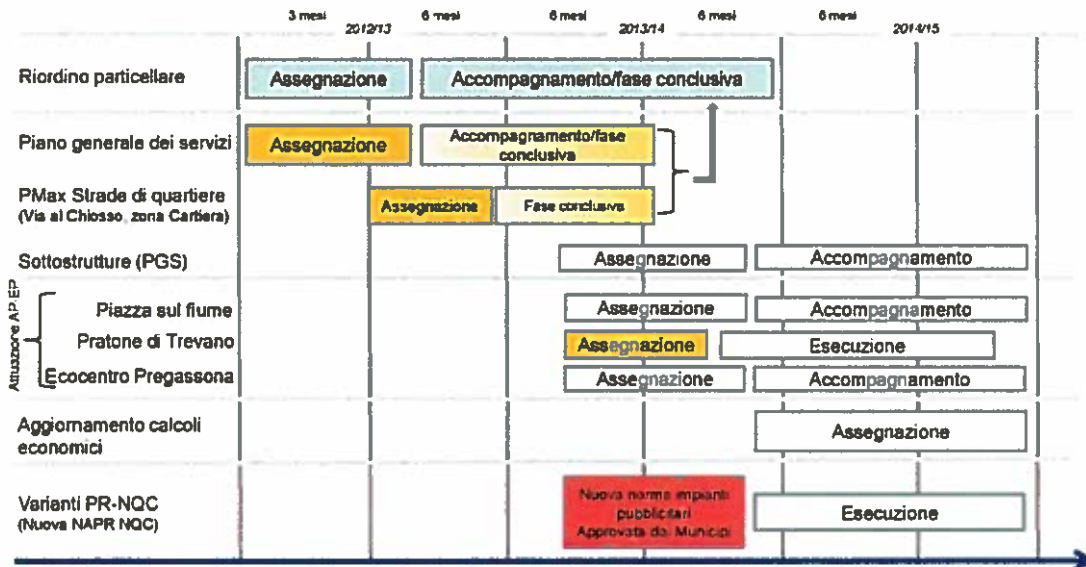 3 mesi 6 mesi 6 mesi 6 mesi 6 mesi
2012/13 2013/14 2014/15
Riordino particellare Assegnazione Accompagnamento/fase conclusiva
Piano generale dei servizi Assegnazione Accompagnamento/fase
conclusiva
PMax Strade di quartiere
(Via al Chiosso, zona Cartiera) Assegnazione Fase conclusiva
Sottostrutture (PGS) Assegnazione Accompagnamento
Attuazione AP-EP
Piazza sul fiume Assegnazione Accompagnamento
Pratone di Trevano Assegnazione Esecuzione
Ecocentro Pregassona Assegnazione Accompagnamento
Aggiornamento calcoli
economici Assegnazione
Varianti PR-NQC
(Nuova NAPR NQC)
Nuova norma impianti
pubblicitari
Approvata dai Municipi
Esecuzione